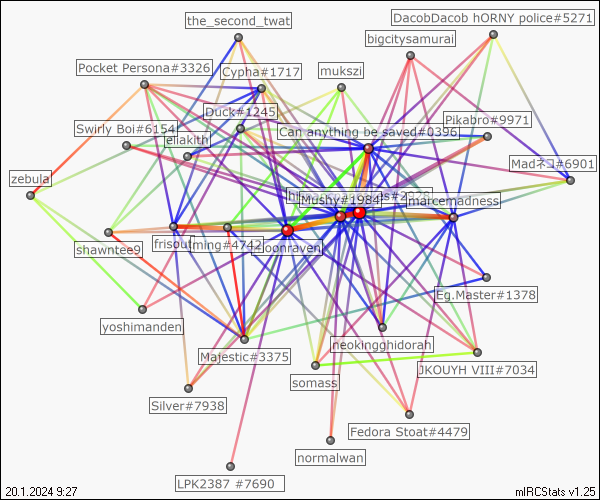 the_second_twat
DacobDacob hORNY police#5271
bigcitysamurai
Pocket Persona#3326
Cypha#1717
mukszi
Duck#1245
Pikabro#9971
Swirly Boi#6154
eliakith
Can anything be saved#0396
Madネコ#6901
zebula
Mushy#1984
marcemadness
shawntee9
frisou
tming#4742
oonraven
Eg.Master#1378
yoshimanden
Majestic#3375
neokingghidorah
somass
JKOUYH VIII#7034
Silver#7938
Fedora Stoat#4479
normalwan
LPK2387 #7690
20.1.2024 9:27
mIRCStats v1.25